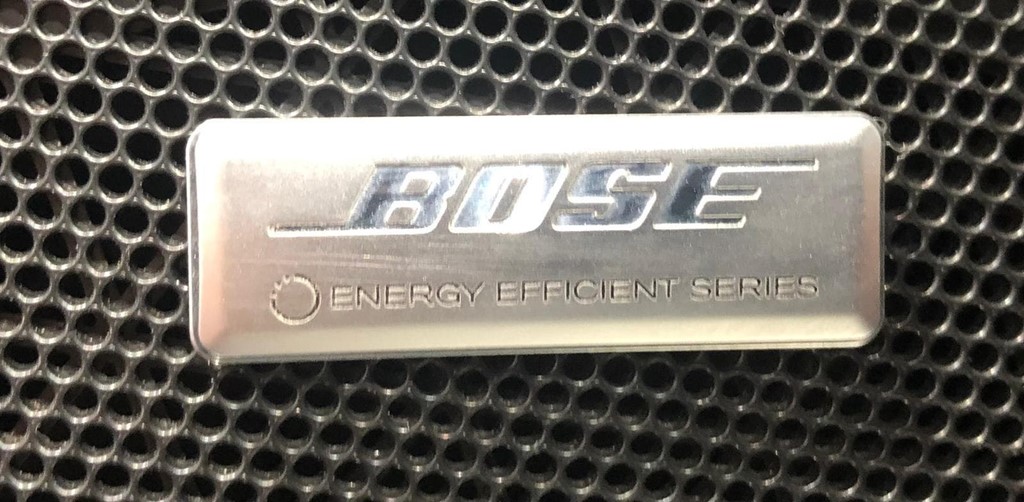 BOSE
ENERGY EFFICIENT SERIES